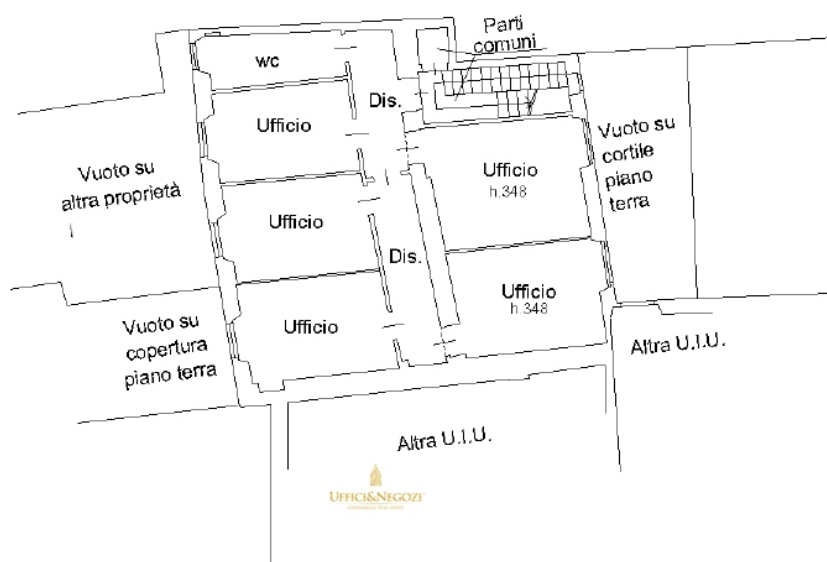 Parti
comuni
wc
Dis.
Ufficio
Vuoto su
cortile
piano
terra
Vuoto su
altra proprietà
Ufficio
h.348
Ufficio
Dis.
Ufficio
h.348
Vuoto su
copertura
piano terra
Ufficio
Altra U.I.U.
Altra U.I.U.
UFFICI&NEGOZI